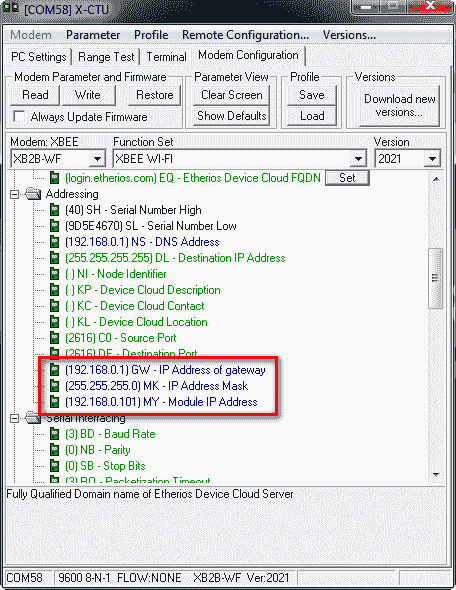 [COM58] X-CTU
Modem Parameter Profile Remote Configuration... Versions...
PC Settings Range Test Terminal Modem Configuration
Modem Parameter and Firmware Parameter View Profile Versions
Read Write Restore Clear Screen Save Download new versions...
Always Update Firmware Show Defaults Load
Modem: XBEE Function Set Version
XB2B-WF XBEE WI-FI 2021
(login.etherios.com) EQ - Etherios Device Cloud FQDN Set
Addressing
(40) SH - Serial Number High
(9D5E4670) SL - Serial Number Low
(192.168.0.1) NS - DNS Address
(255.255.255.255) DL - Destination IP Address
( ) NI - Node Identifier
( ) KP - Device Cloud Description
( ) KC - Device Cloud Contact
( ) KL - Device Cloud Location
(2616) C0 - Source Port
(2616) DE - Destination Port
(192.168.0.1) GW - IP Address of gateway
(255.255.255.0) MK - IP Address Mask
(192.168.0.101) MY - Module IP Address
Serial Interfacing
(3) BD - Baud Rate
(0) NB - Parity
(0) SB - Stop Bits
(3) RO - Packetization Timeout
Fully Qualified Domain name of Etherios Device Cloud Server
COM58 9600 8-N-1 FLOW:NONE XB2B-WF Ver:2021